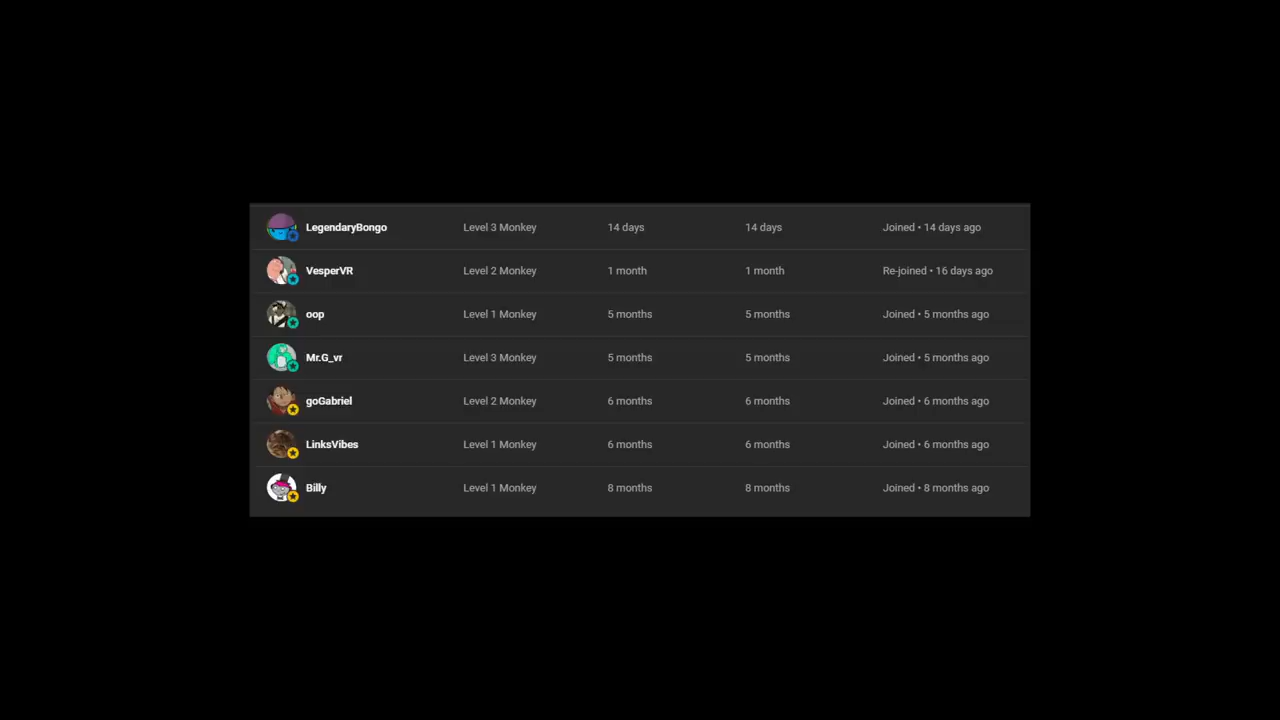 LegendaryBongo Level 3 Monkey 14 days 14 days Joined • 14 days ago
VesperVR Level 2 Monkey 1 month 1 month Re-joined • 16 days ago
oop Level 1 Monkey 5 months 5 months Joined • 5 months ago
Mr.G_vr Level 3 Monkey 5 months 5 months Joined • 5 months ago
goGabriel Level 2 Monkey 6 months 6 months Joined • 6 months ago
LinksVibes Level 1 Monkey 6 months 6 months Joined • 6 months ago
Billy Level 1 Monkey 8 months 8 months Joined • 8 months ago